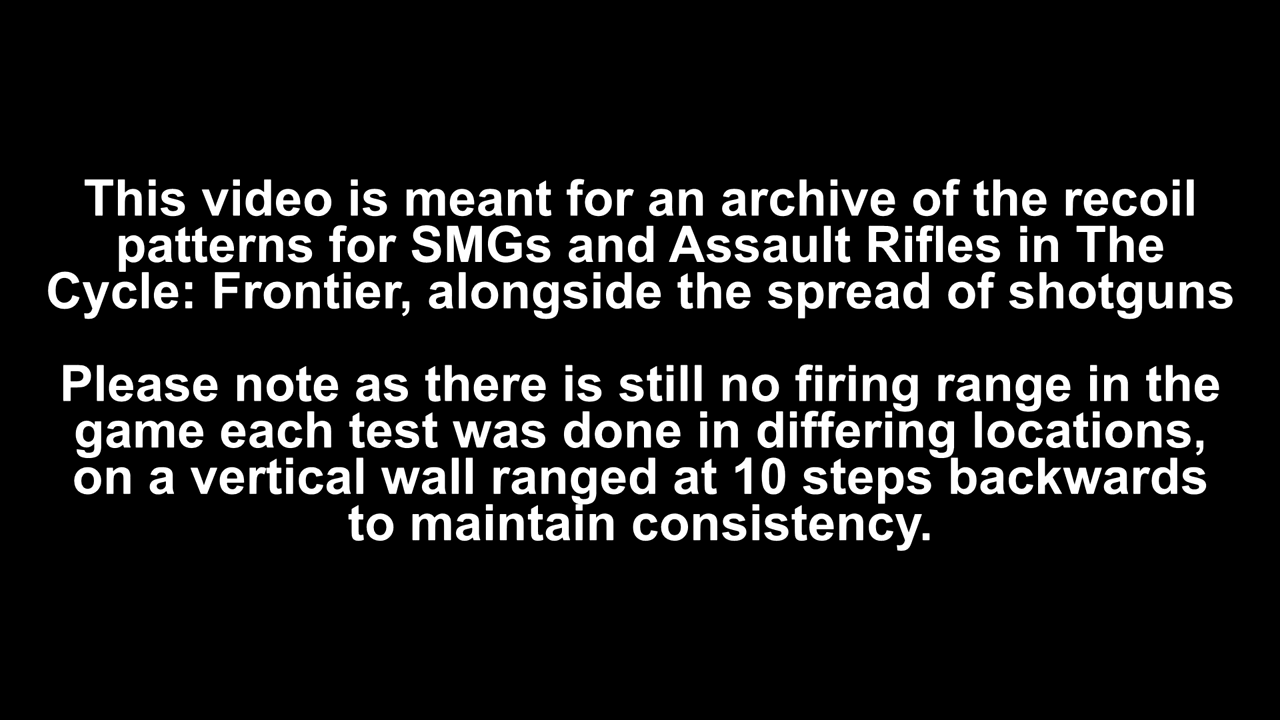 This video is meant for an archive of the recoil
patterns for SMGs and Assault Rifles in The
Cycle: Frontier, alongside the spread of shotguns
Please note as there is still no firing range in the
game each test was done in differing locations,
on a vertical wall ranged at 10 steps backwards
to maintain consistency.